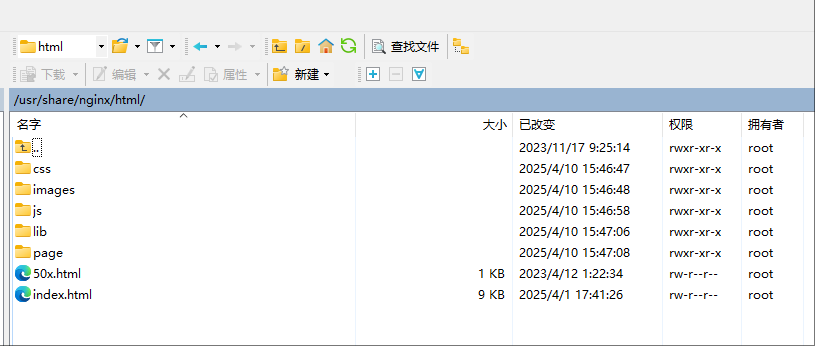 html 查找文件
下载 编辑 属性 新建
/usr/share/nginx/html/
名字 大小 已改变 权限 拥有者
.. 2023/11/17 9:25:14 rwxr-xr-x root
css 2025/4/10 15:46:47 rwxr-xr-x root
images 2025/4/10 15:46:48 rwxr-xr-x root
js 2025/4/10 15:46:58 rwxr-xr-x root
lib 2025/4/10 15:47:06 rwxr-xr-x root
page 2025/4/10 15:47:08 rwxr-xr-x root
50x.html 1 KB 2023/4/12 1:22:34 rw-r--r-- root
index.html 9 KB 2025/4/1 17:41:26 rw-r--r-- root